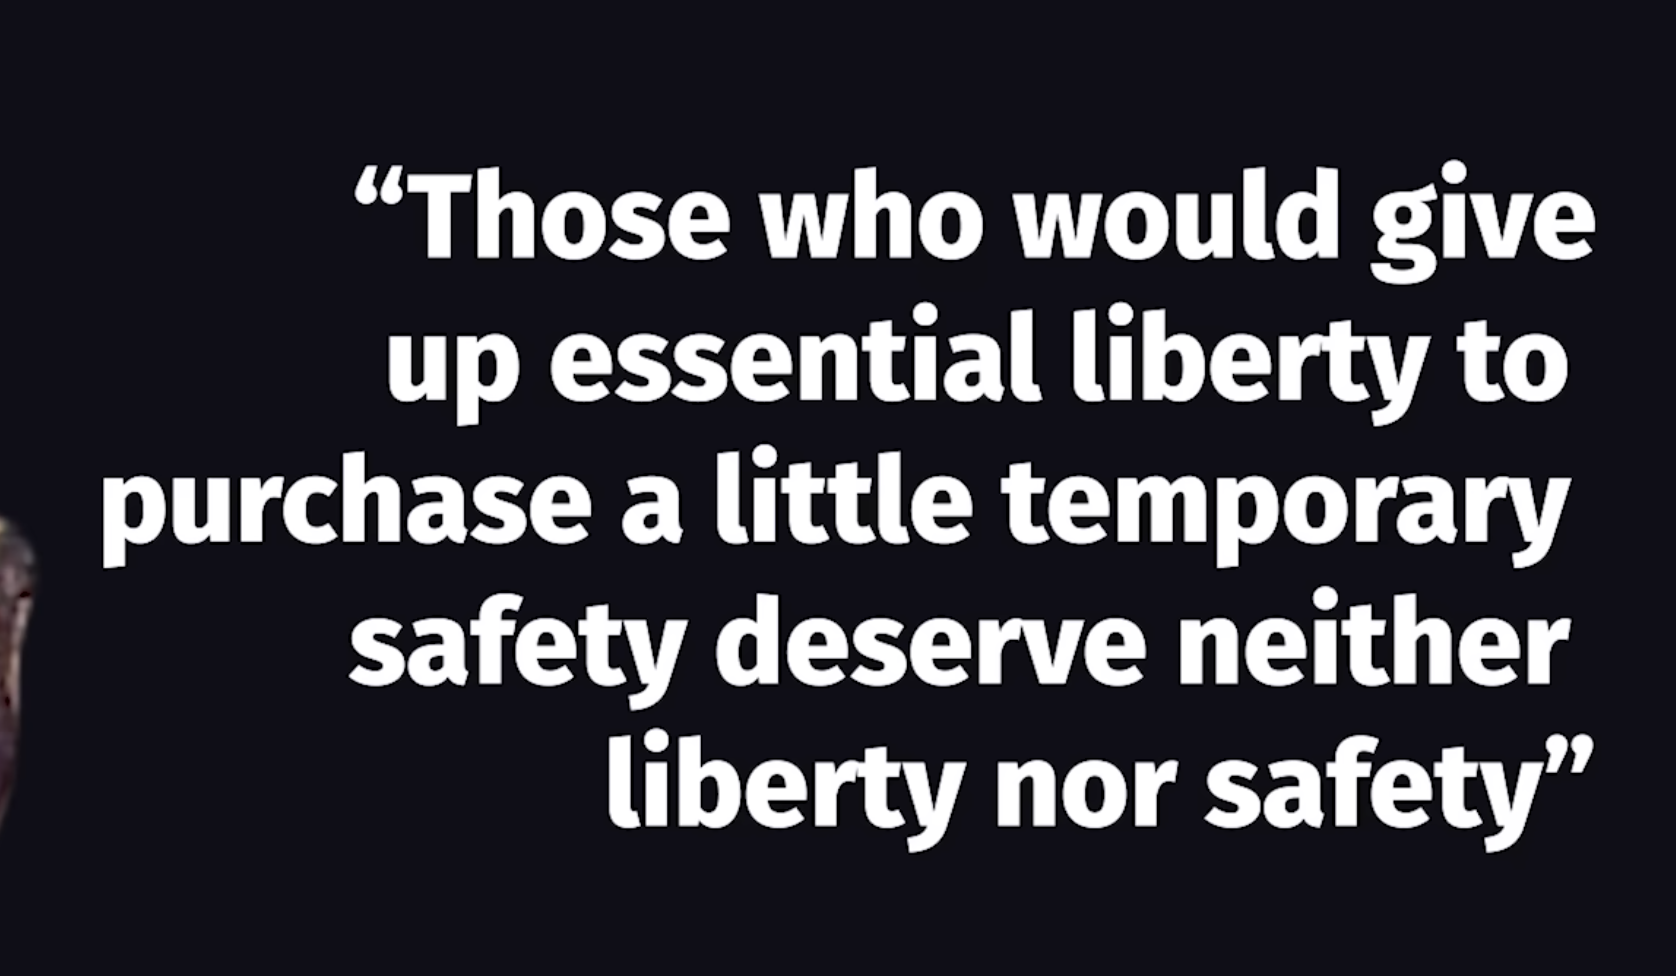 “Those who would give
up essential liberty to
purchase a little temporary
safety deserve neither
liberty nor safety”